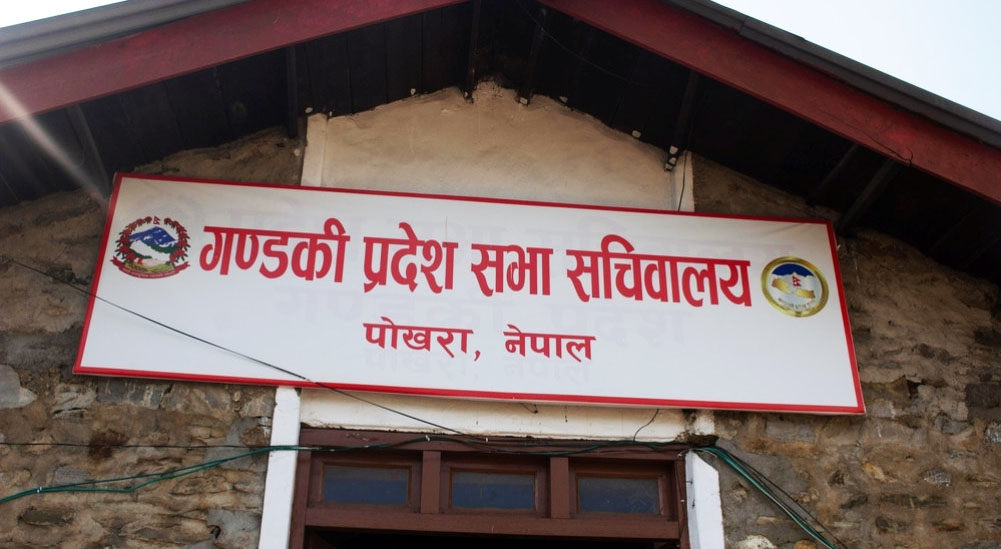 गण्डकी प्रदेश सभा सचिवालय
पोखरा, नेपाल